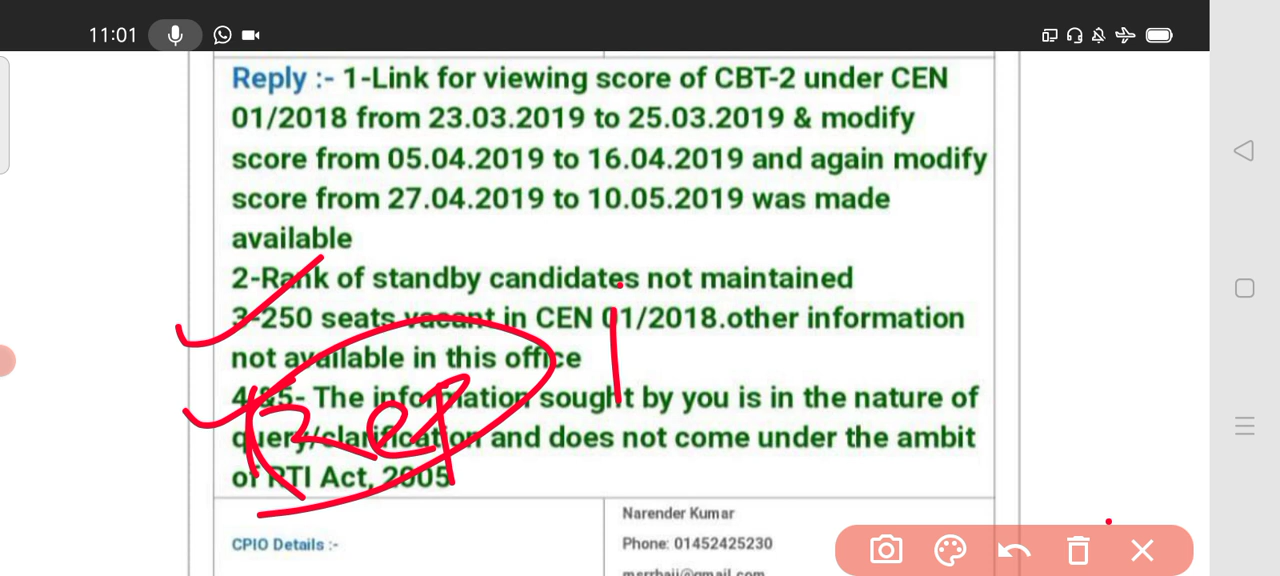 11:01
Reply :- 1-Link for viewing score of CBT-2 under CEN
01/2018 from 23.03.2019 to 25.03.2019 & modify
score from 05.04.2019 to 16.04.2019 and again modify
score from 27.04.2019 to 10.05.2019 was made
available
2-Rank of standby candidates not maintained
3-250 seats vacant in CEN 01/2018.other information
not available in this office
4&5- The information sought by you is in the nature of
query/clarification and does not come under the ambit
of RTI Act, 2005
Narender Kumar
CPIO Details :-
Phone: 01452425230